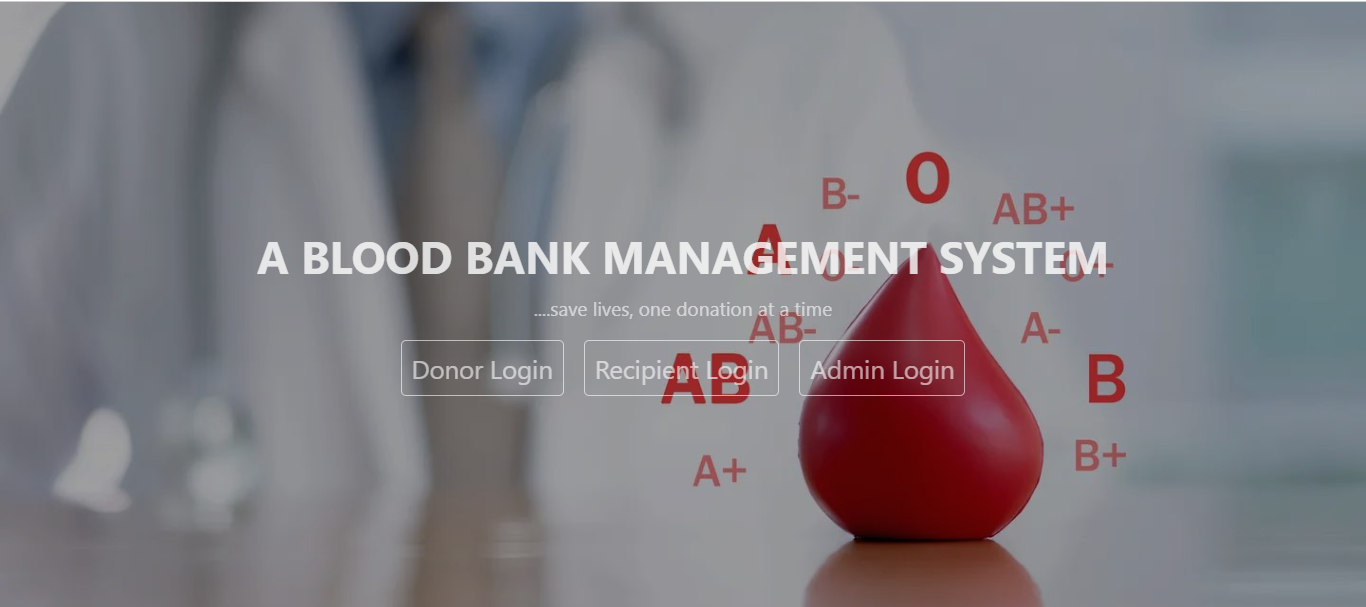 B-
O
AB+
A
A BLOOD BANK MANAGEMENT SYSTEM
O-
O+
....save lives, one donation at a time
AB-
A-
Donor Login
Recipient Login
Admin Login
AB
B
A+
B+